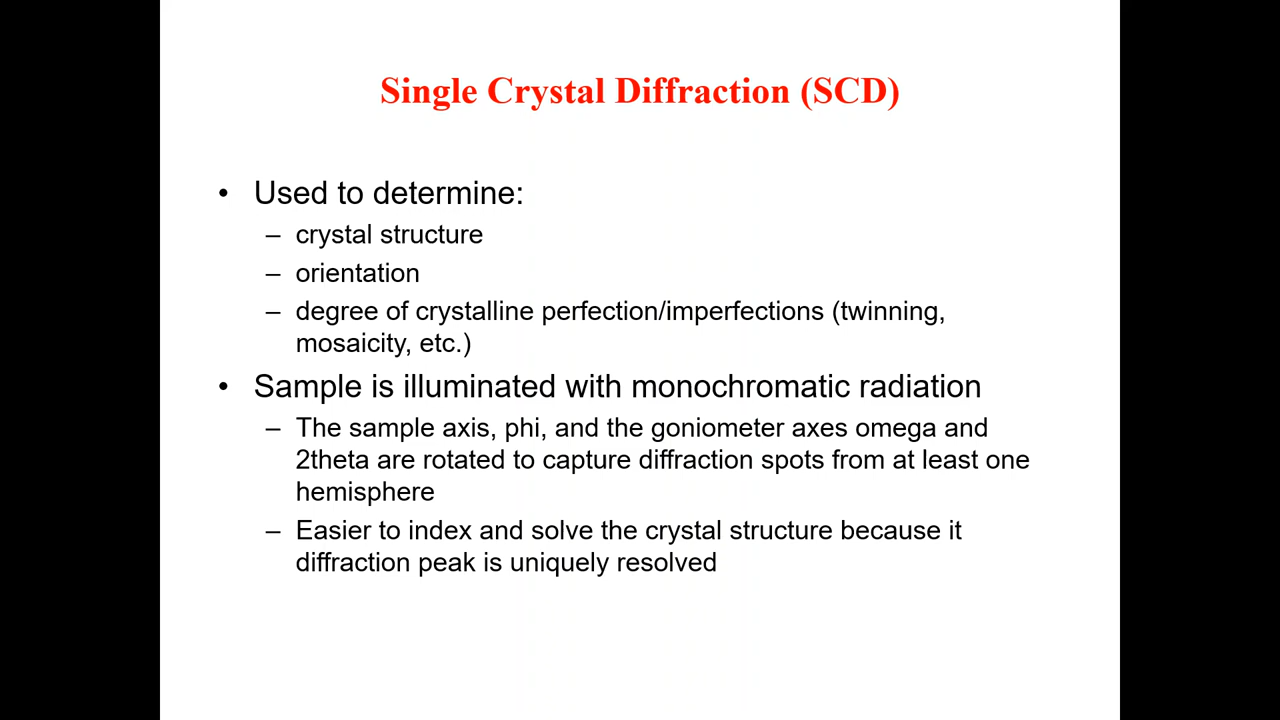 Single Crystal Diffraction (SCD)
• Used to determine:
– crystal structure
– orientation
– degree of crystalline perfection/imperfections (twinning,
mosaicity, etc.)
• Sample is illuminated with monochromatic radiation
– The sample axis, phi, and the goniometer axes omega and
2theta are rotated to capture diffraction spots from at least one
hemisphere
– Easier to index and solve the crystal structure because it
diffraction peak is uniquely resolved